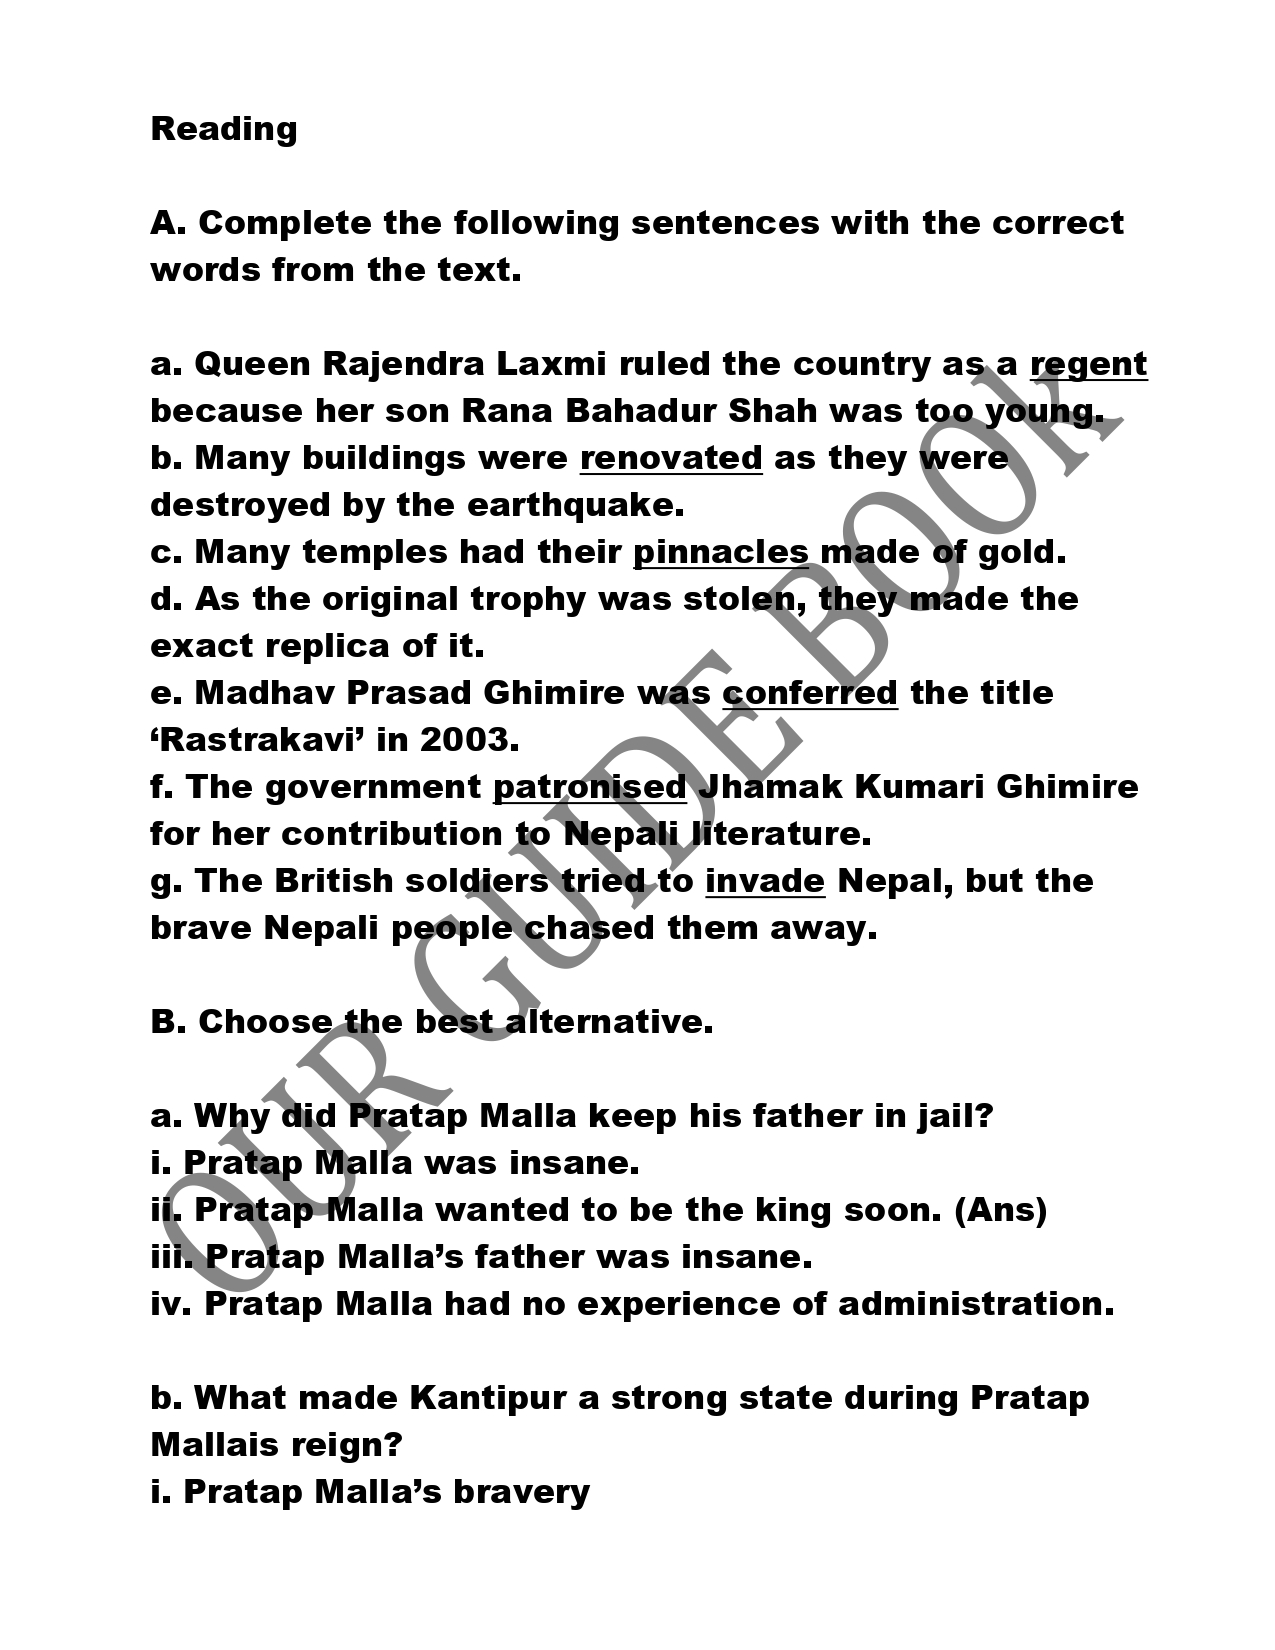 Reading
A. Complete the following sentences with the correct
words from the text.
a. Queen Rajendra Laxmi ruled the country as a regent
because her son Rana Bahadur Shah was too young.
b. Many buildings were renovated as they were
destroyed by the earthquake.
c. Many temples had their pinnacles made of gold.
d. As the original trophy was stolen, they made the
exact replica of it.
e. Madhav Prasad Ghimire was conferred the title
‘Rastrakavi’ in 2003.
f. The government patronised Jhamak Kumari Ghimire
for her contribution to Nepali literature.
g. The British soldiers tried to invade Nepal, but the
brave Nepali people chased them away.
B. Choose the best alternative.
a. Why did Pratap Malla keep his father in jail?
i. Pratap Malla was insane.
ii. Pratap Malla wanted to be the king soon. (Ans)
iii. Pratap Malla’s father was insane.
iv. Pratap Malla had no experience of administration.
b. What made Kantipur a strong state during Pratap
Mallais reign?
i. Pratap Malla’s bravery
OUR GUIDE BOOk